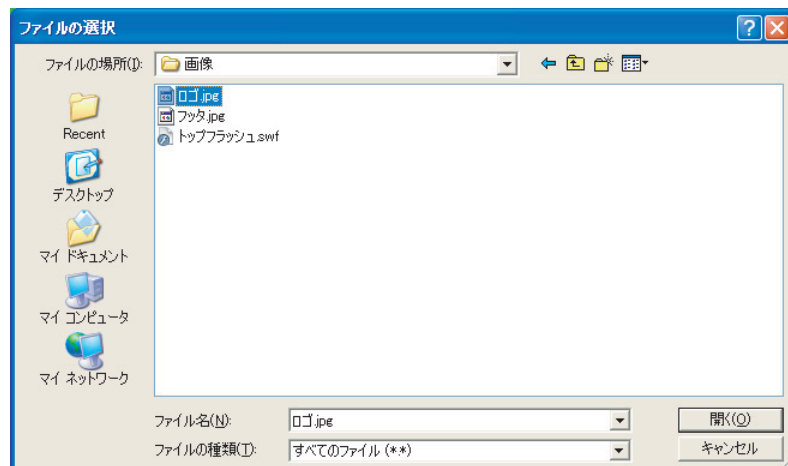 ファイルの選択
ファイルの場所(I):
画像
ロゴ.jpg
フッタ.jpg
トップフラッシュ.swf
Recent
デスクトップ
マイ ドキュメント
マイ コンピュータ
マイ ネットワーク
ファイル名(N):
ロゴ.jpg
開く(O)
ファイルの種類(T):
すべてのファイル (*.*)
キャンセル